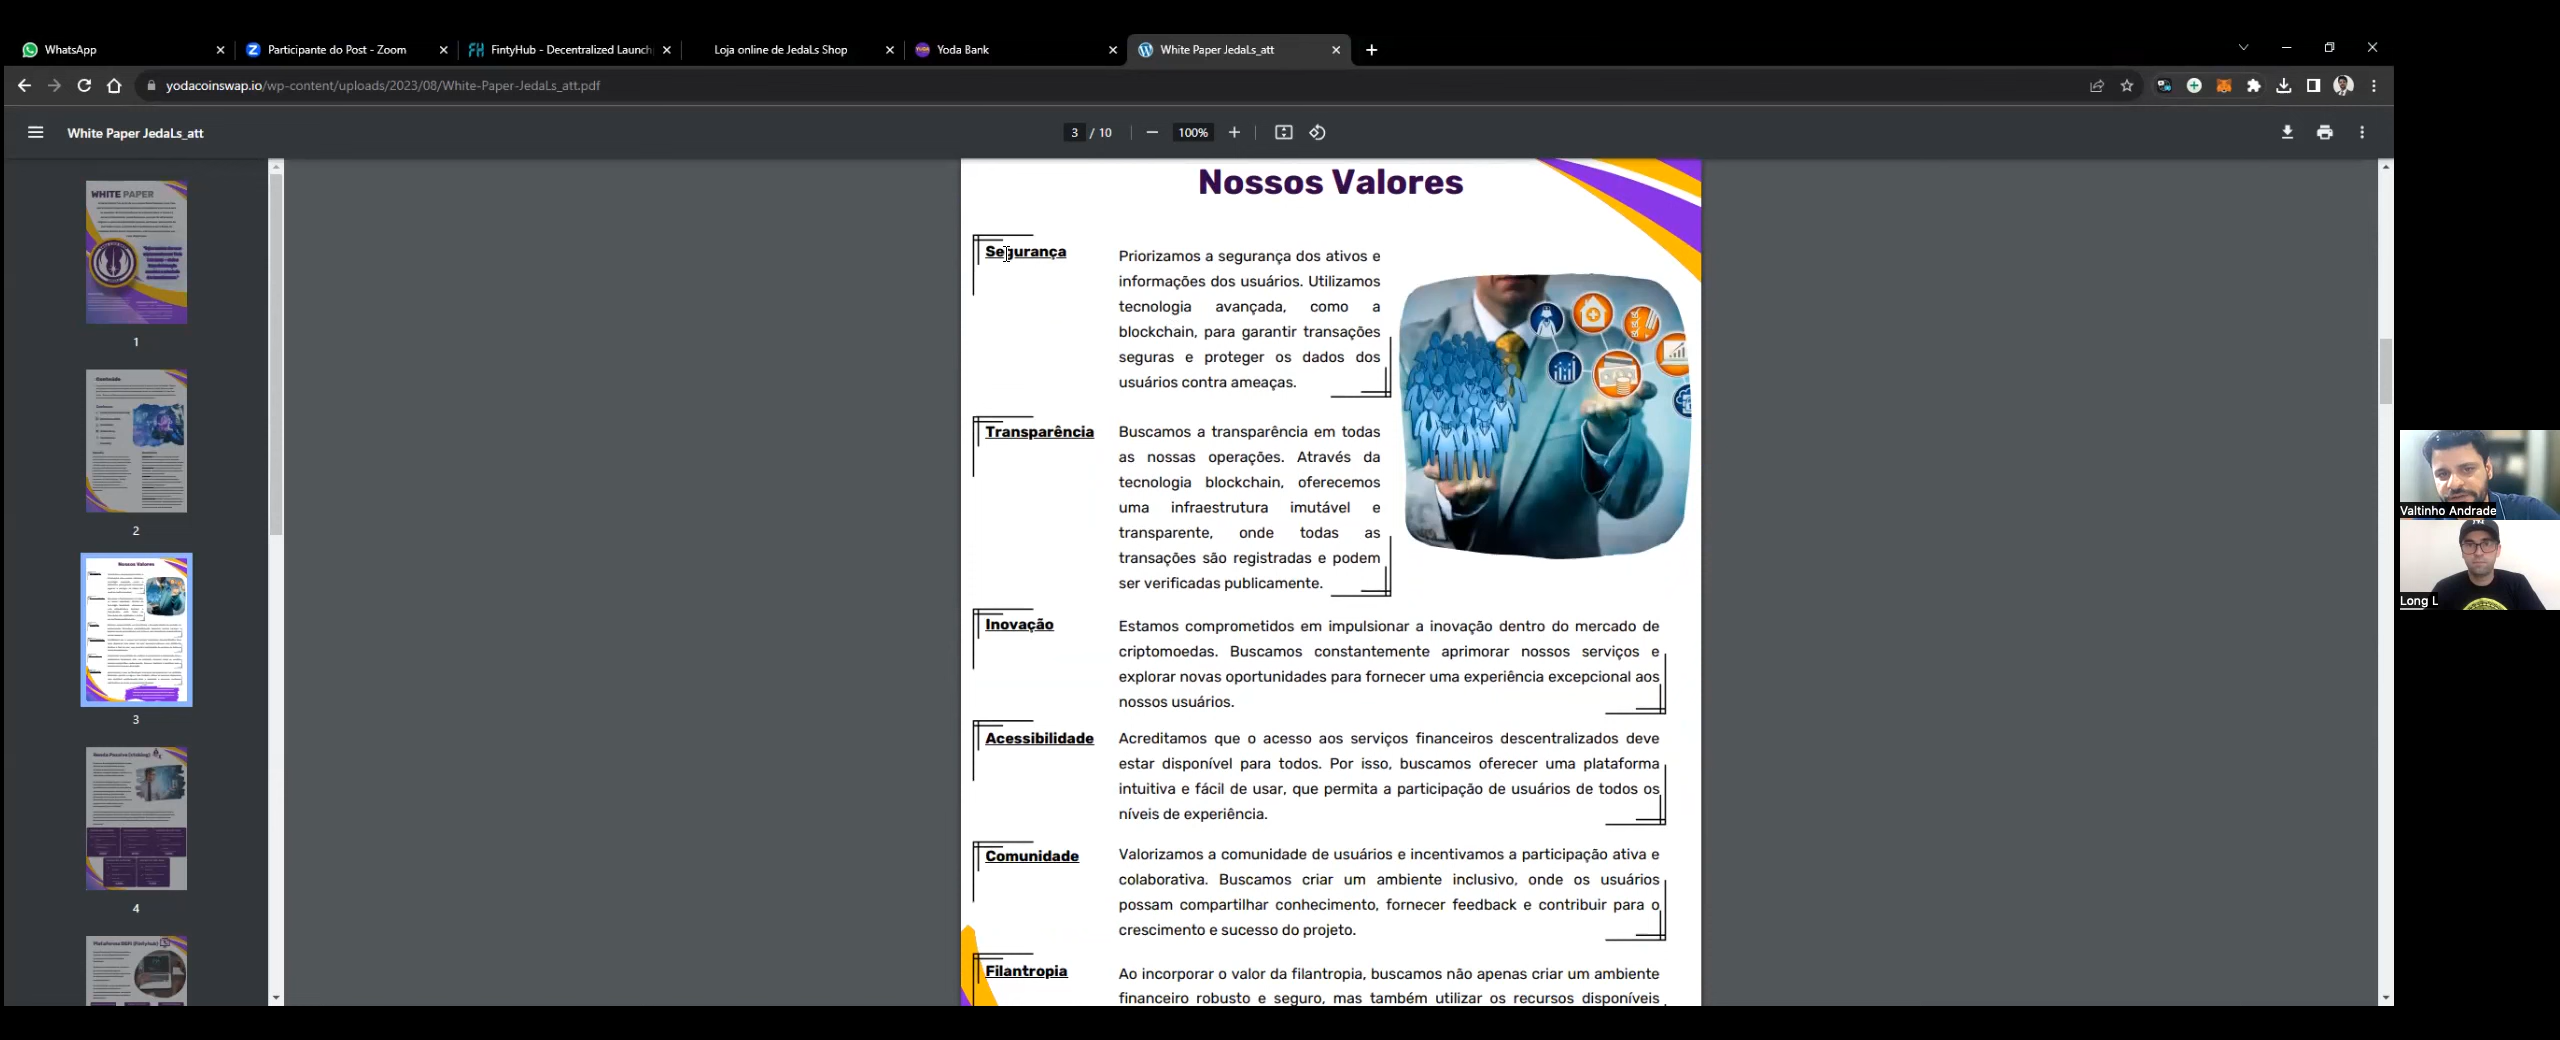 WhatsApp
Participante do Post - Zoom
FintyHub - Decentralized Launch
Loja online de JedaLs Shop
Yoda Bank
White Paper JedaLs_att
yodacoinswap.io/wp-content/uploads/2023/08/White-Paper-JedaLs_att.pdf
White Paper JedaLs_att
3 / 10
100%
WHITE PAPER
1
Conteúdo
2
Nossos Valores
3
4
Nossos Valores
Segurança
Priorizamos a segurança dos ativos e
informações dos usuários. Utilizamos
tecnologia avançada, como a
blockchain, para garantir transações
seguras e proteger os dados dos
usuários contra ameaças.
Transparência
Buscamos a transparência em todas
as nossas operações. Através da
tecnologia blockchain, oferecemos
uma infraestrutura imutável e
transparente, onde todas as
transações são registradas e podem
ser verificadas publicamente.
Inovação
Estamos comprometidos em impulsionar a inovação dentro do mercado de
criptomoedas. Buscamos constantemente aprimorar nossos serviços e
explorar novas oportunidades para fornecer uma experiência excepcional aos
nossos usuários.
Acessibilidade
Acreditamos que o acesso aos serviços financeiros descentralizados deve
estar disponível para todos. Por isso, buscamos oferecer uma plataforma
intuitiva e fácil de usar, que permita a participação de usuários de todos os
níveis de experiência.
Comunidade
Valorizamos a comunidade de usuários e incentivamos a participação ativa e
colaborativa. Buscamos criar um ambiente inclusivo, onde os usuários
possam compartilhar conhecimento, fornecer feedback e contribuir para o
crescimento e sucesso do projeto.
Filantropia
Ao incorporar o valor da filantropia, buscamos não apenas criar um ambiente
financeiro robusto e seguro, mas também utilizar os recursos disponíveis
Valtinho Andrade
Long L